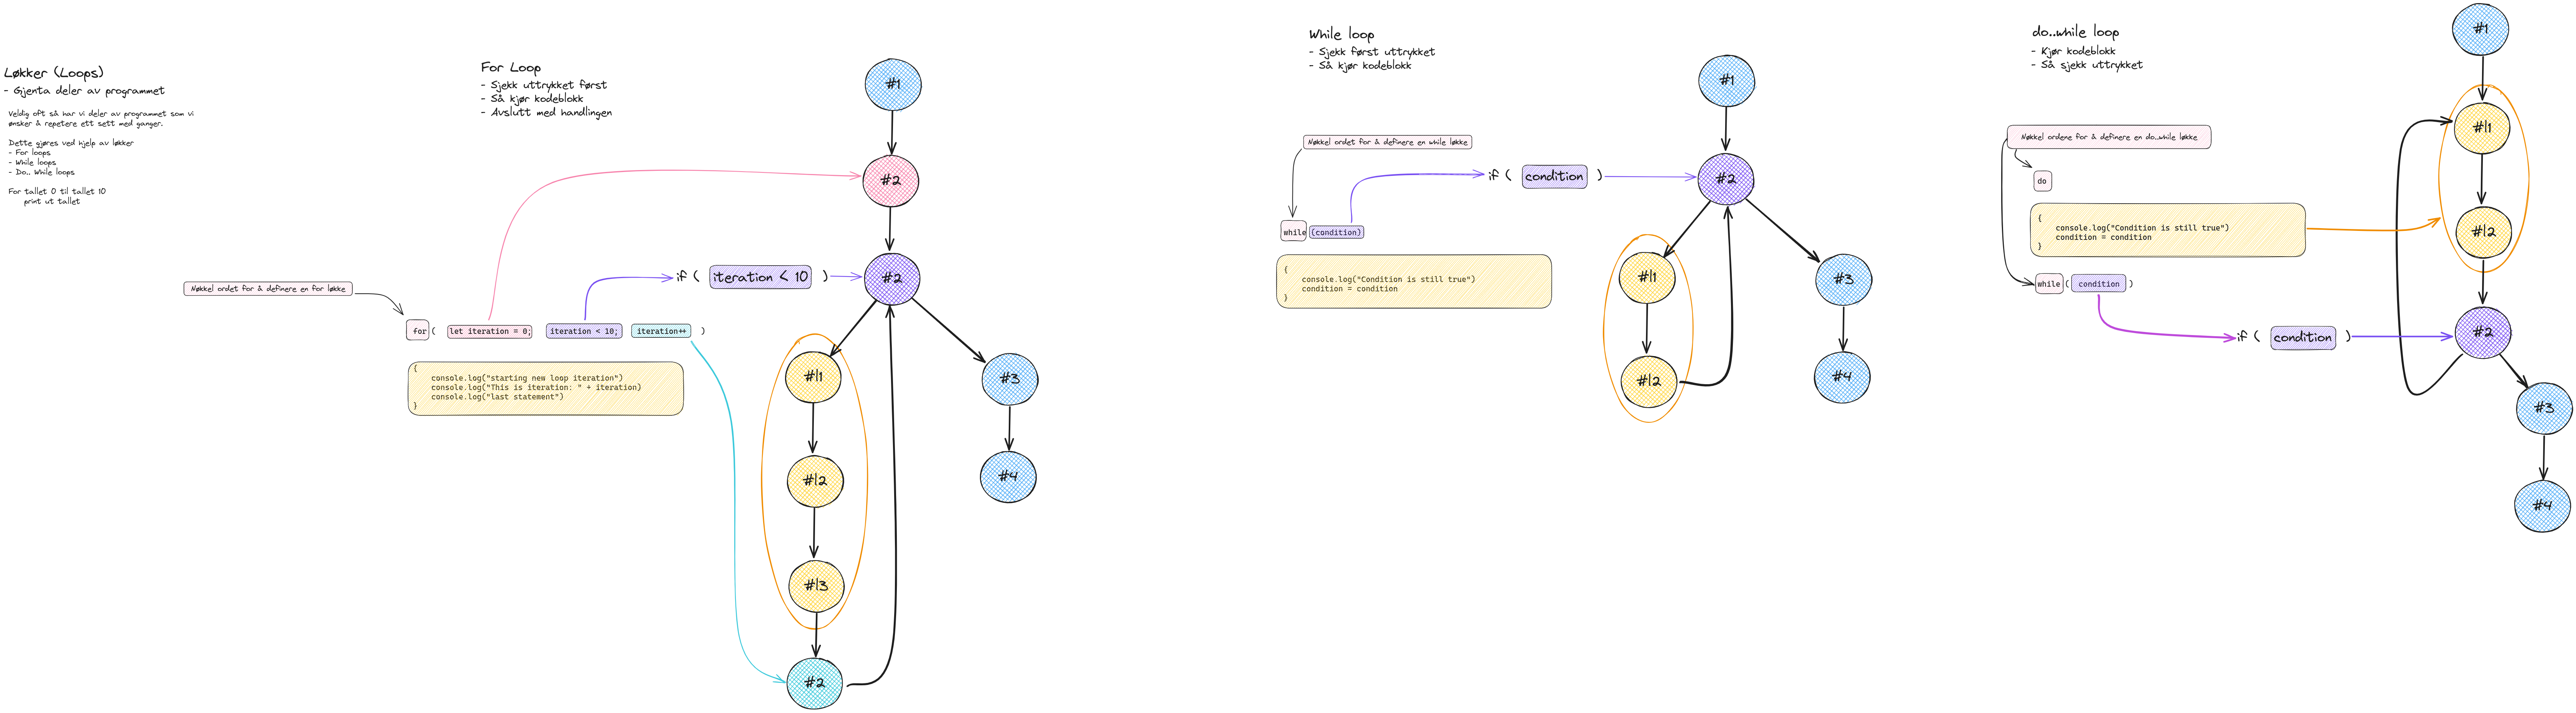 Løkker (Loops)
- Gjenta deler av programmet
Veldig oft så har vi deler av programmet som vi
ønsker å repetere ett sett med ganger.
Dette gjøres ved hjelp av løkker
- For loops
- While loops
- Do.. While loops
For tallet 0 til tallet 10
print ut tallet
For Loop
- Sjekk uttrykket først
- Så kjør kodeblokk
- Avslutt med handlingen
Nøkkel ordet for å definere en for løkke
for ( let iteration = 0; iteration < 10; iteration++ )
{
console.log("starting new loop iteration")
console.log("This is iteration: " + iteration)
console.log("last statement")
}
if ( iteration < 10 )
#1
#2
#2
#l1
#l2
#l3
#2
#3
#4
While loop
- Sjekk først uttrykket
- Så kjør kodeblokk
Nøkkel ordet for å definere en while løkke
while (condition)
{
console.log("Condition is still true")
condition = condition
}
if ( condition )
#1
#2
#l1
#l2
#3
#4
do..while loop
- Kjør kodeblokk
- Så sjekk uttrykket
Nøkkel ordene for å definere en do..while løkke
do
{
console.log("Condition is still true")
condition = condition
}
while ( condition )
if ( condition )
#1
#l1
#l2
#2
#3
#4